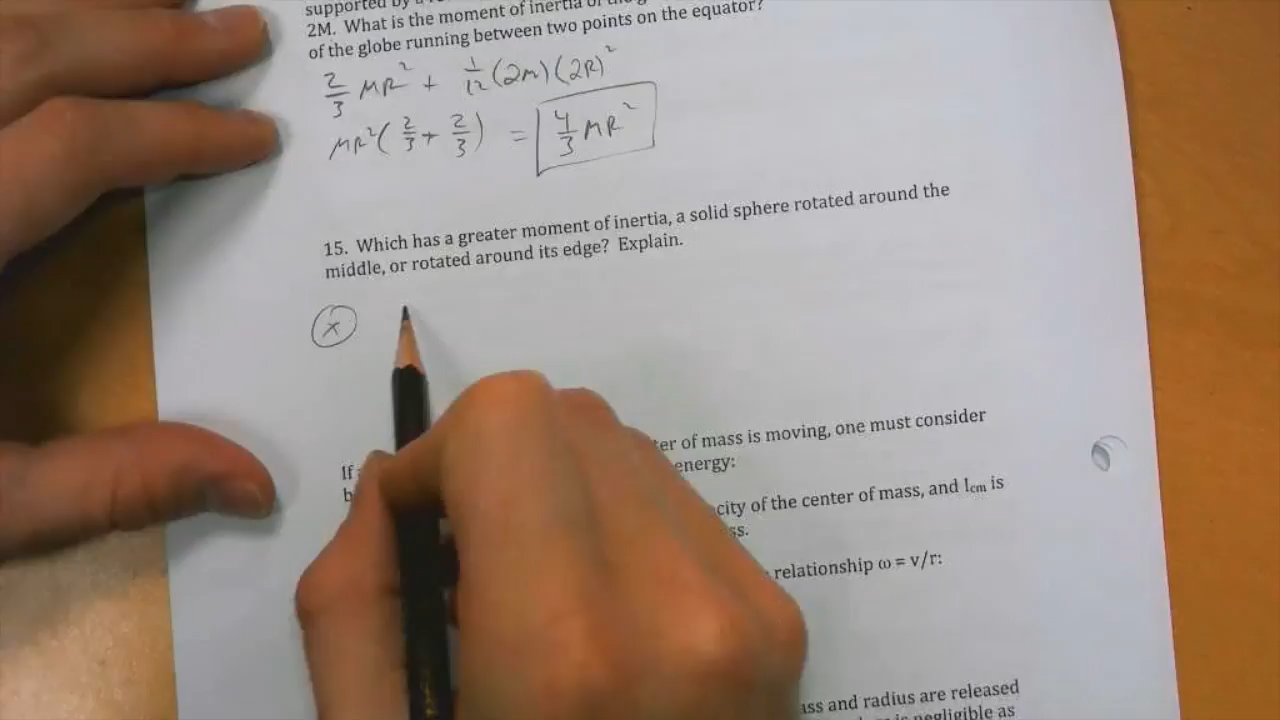 supported by a
2M. What is the moment of inertia of the
of the globe running between two points on the equator?
2/3 MR² + 1/12 (2M)(2R)²
MR²(2/3 + 2/3) = 4/3 MR²
15. Which has a greater moment of inertia, a solid sphere rotated around the
middle, or rotated around its edge? Explain.
x
If
of mass is moving, one must consider
energy:
of the center of mass, and Icm is
relationship ω = v/r:
and radius are released
is negligible as